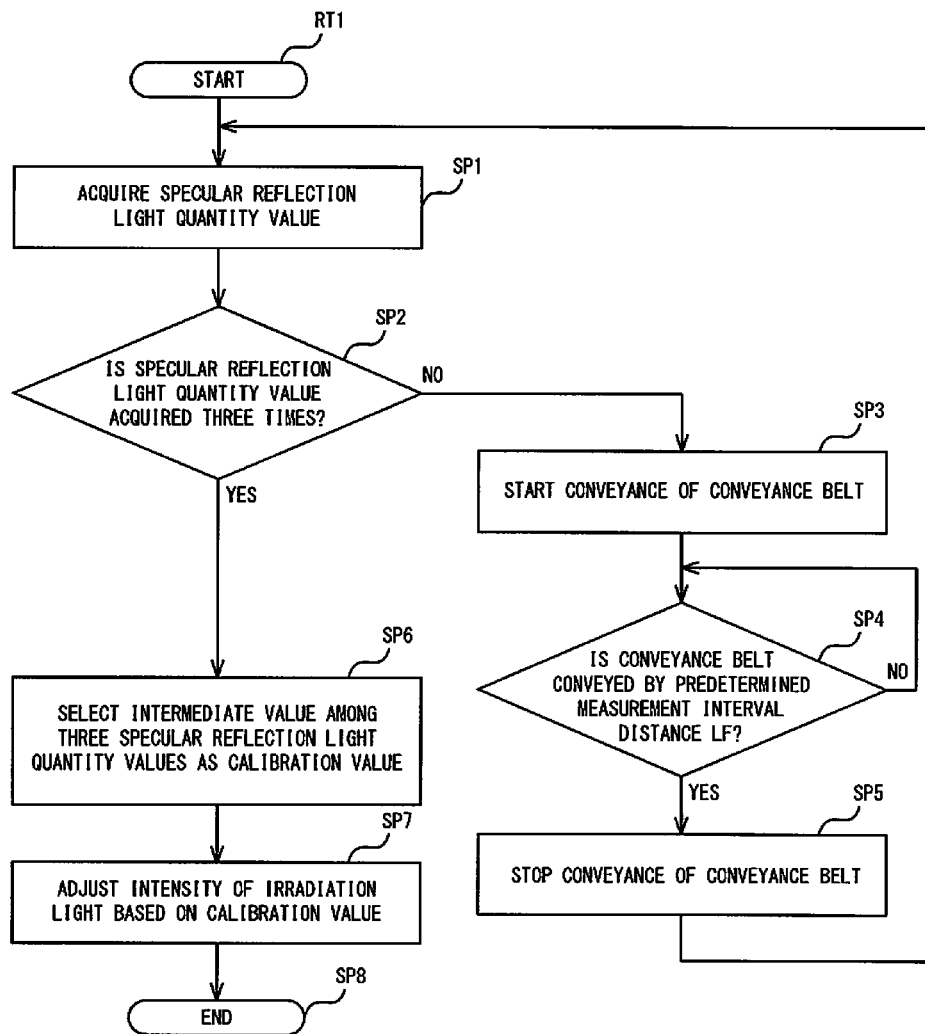 RT1
START
SP1
ACQUIRE SPECULAR REFLECTION
LIGHT QUANTITY VALUE
SP2
IS SPECULAR REFLECTION
LIGHT QUANTITY VALUE
ACQUIRED THREE TIMES?
NO
YES
SP3
START CONVEYANCE OF CONVEYANCE BELT
SP4
IS CONVEYANCE BELT
CONVEYED BY PREDETERMINED
MEASUREMENT INTERVAL
DISTANCE LF?
NO
YES
SP5
STOP CONVEYANCE OF CONVEYANCE BELT
SP6
SELECT INTERMEDIATE VALUE AMONG
THREE SPECULAR REFLECTION LIGHT
QUANTITY VALUES AS CALIBRATION VALUE
SP7
ADJUST INTENSITY OF IRRADIATION
LIGHT BASED ON CALIBRATION VALUE
SP8
END